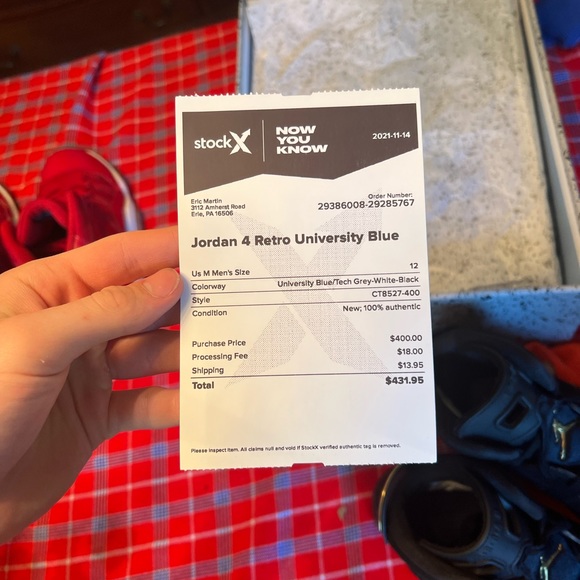 stockX
NOW
YOU
KNOW
2021-11-14
Eric Martin
3112 Amherst Road
Erie, PA 16506
Order Number:
29386008-29285767
Jordan 4 Retro University Blue
Us M Men's Size 12
Colorway University Blue/Tech Grey-White-Black
Style CT8527-400
Condition New; 100% authentic
Purchase Price $400.00
Processing Fee $18.00
Shipping $13.95
Total $431.95
Please inspect item. All claims null and void if StockX verified authentic tag is removed.